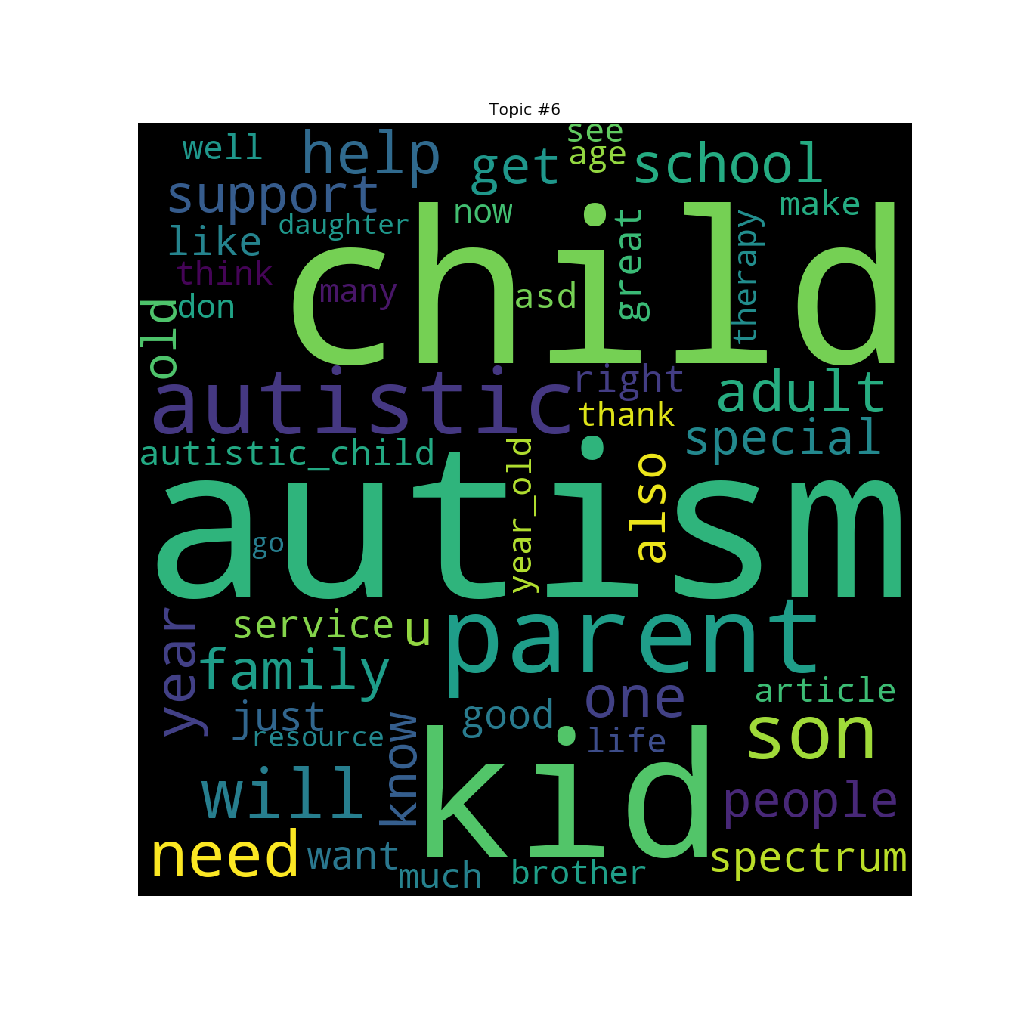 Topic #6
see
well
help
get
age
school
support
now
make
daughter
like
great
therapy
child
think
many
asd
don
old
autistic
right
adult
thank
special
autistic_child
year_old
also
autism
go
year
service
u
parent
family
one
article
just
good
son
resource
know
life
kid
will
people
need
want
spectrum
much
brother